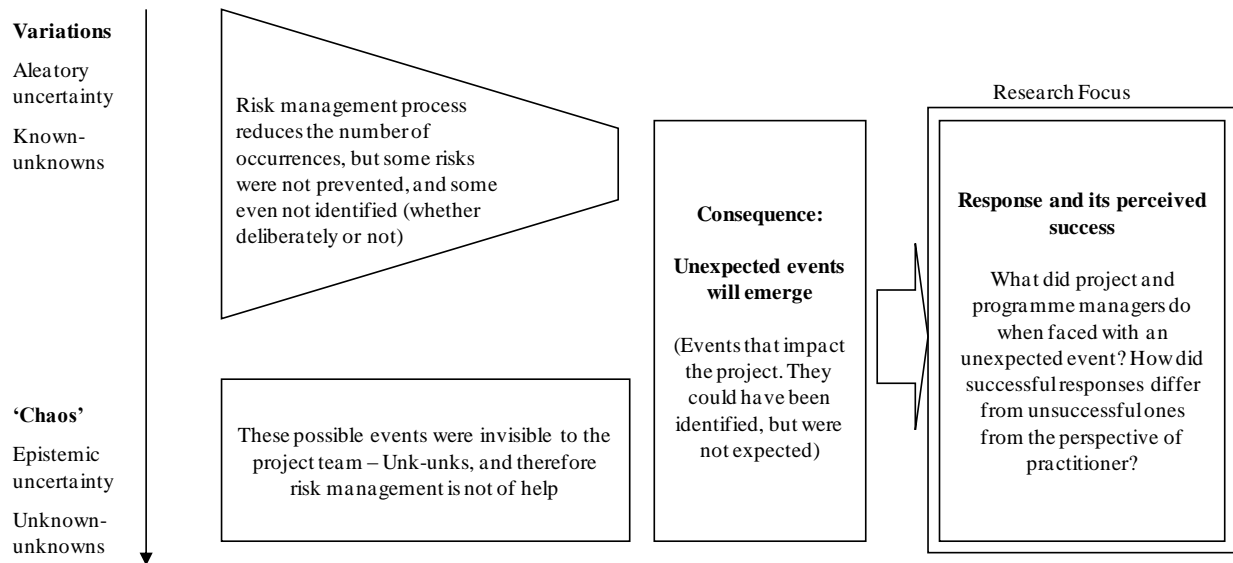 Variations
Aleatory
uncertainty
Known-
unknowns
‘Chaos’
Epistemic
uncertainty
Unknown-
unknowns
Risk management process
reduces the number of
occurrences, but some risks
were not prevented, and some
even not identified (whether
deliberately or not)
These possible events were invisible to the
project team – Unk-unks, and therefore
risk management is not of help
Consequence:
Unexpected events
will emerge
(Events that impact
the project. They
could have been
identified, but were
not expected)
Research Focus
Response and its perceived
success
What did project and
programme managers do
when faced with an
unexpected event? How did
successful responses differ
from unsuccessful ones
from the perspective of
practitioner?